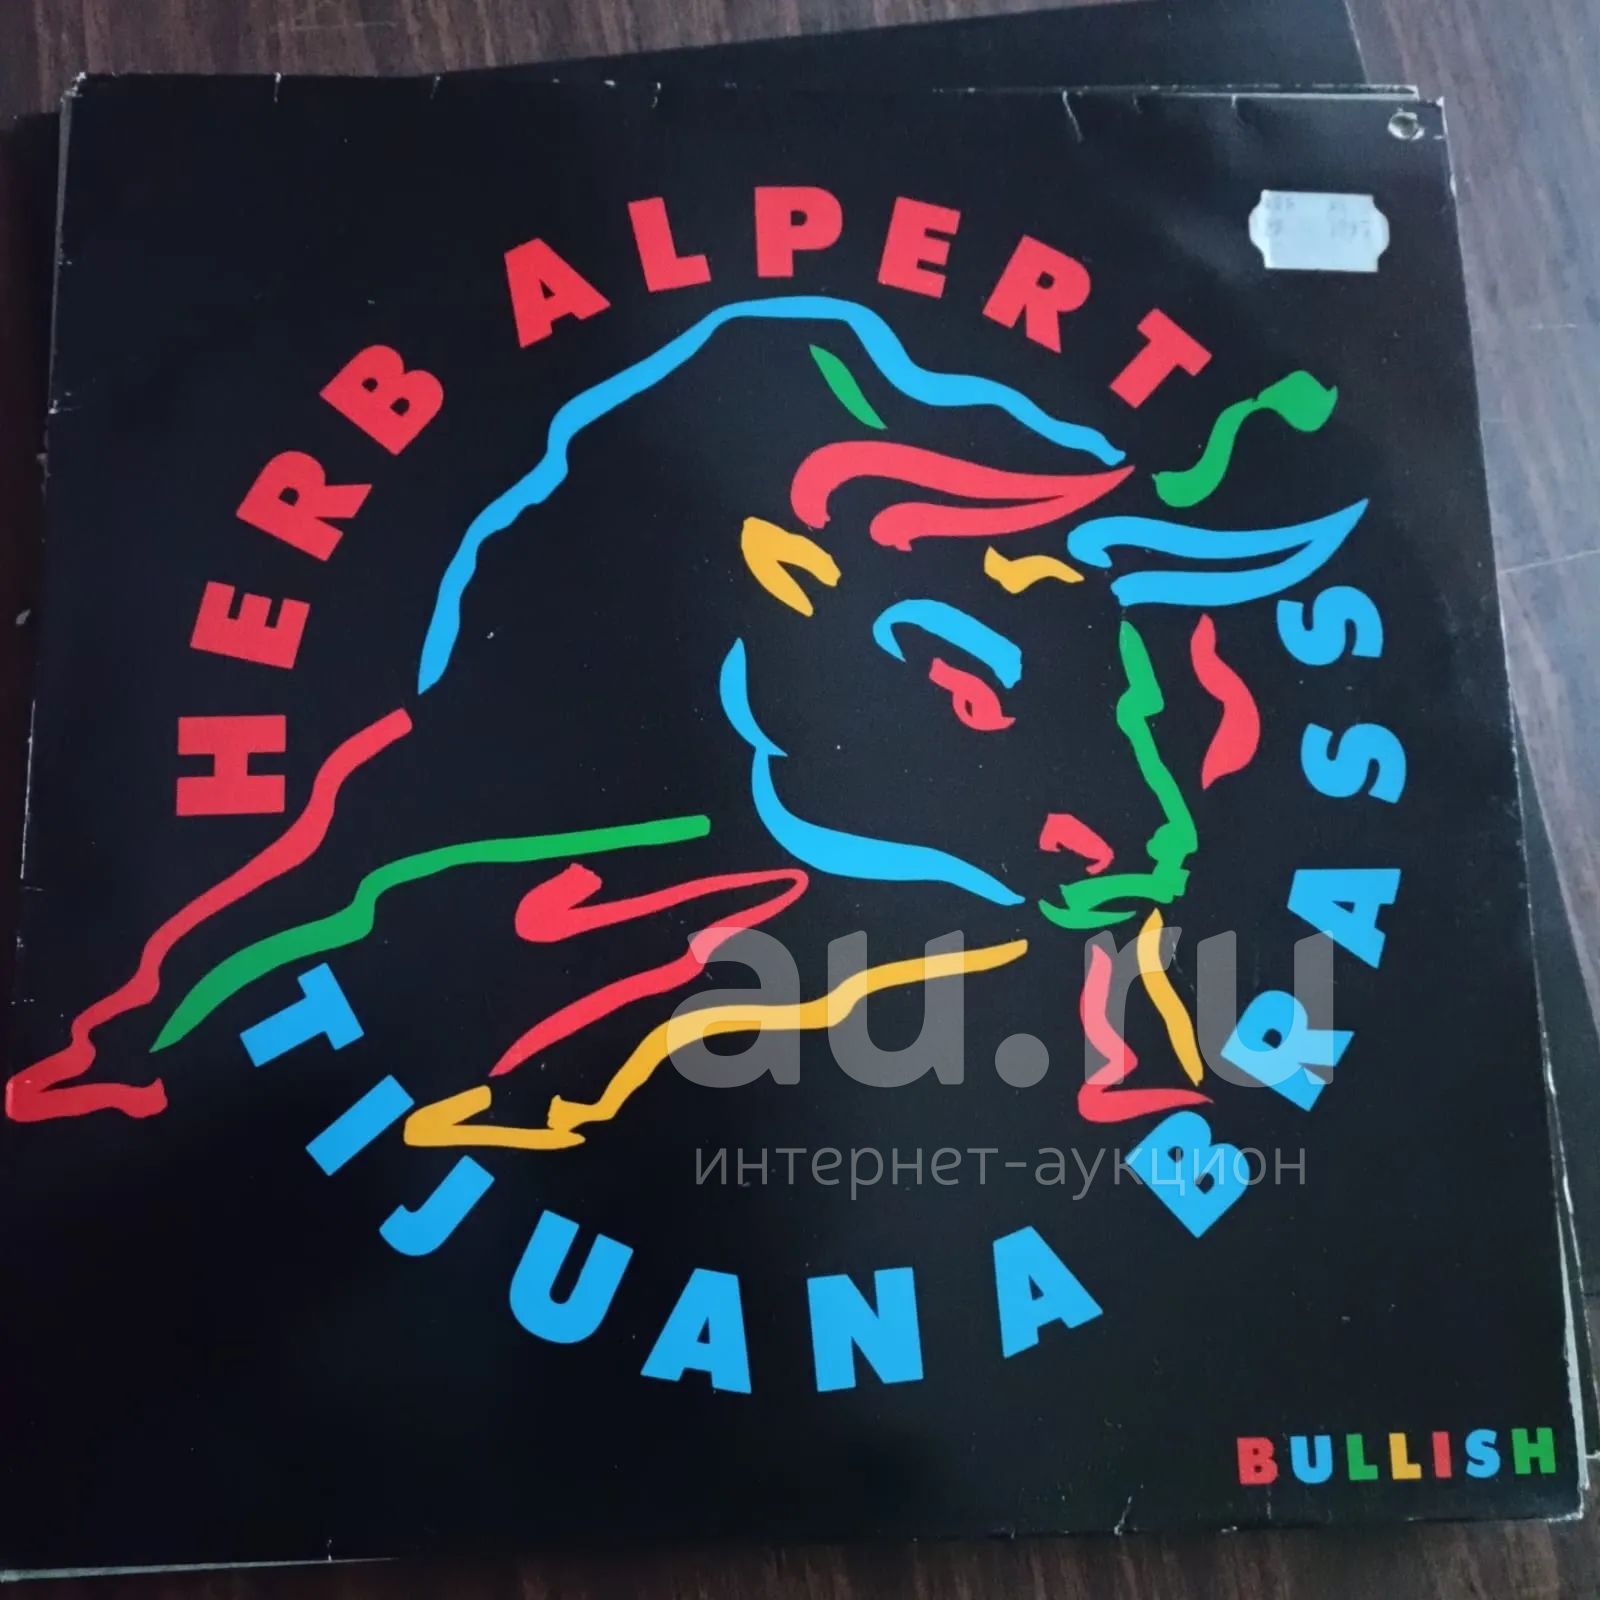 HERB ALPERT
TIJUANA BRASS
BULLISH
au.ru
интернет-аукцион